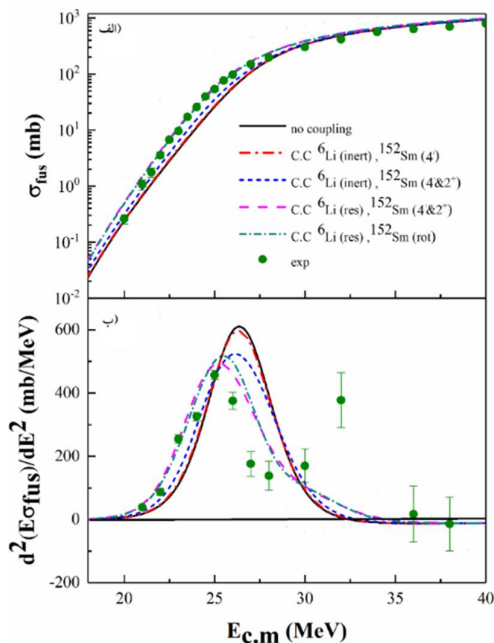 10³
10²
10¹
10⁰
10⁻¹
10⁻²
σfus (mb)
الف)
no coupling
C.C ⁶Li (inert) , ¹⁵²Sm (4⁺)
C.C ⁶Li (inert) , ¹⁵²Sm (4&2⁺)
C.C ⁶Li (res) , ¹⁵²Sm (4&2⁺)
C.C ⁶Li (res) , ¹⁵²Sm (rot)
exp
ب)
600
400
200
0
-200
d²(Eσfus)/dE² (mb/MeV)
20 25 30 35 40
Ec.m (MeV)